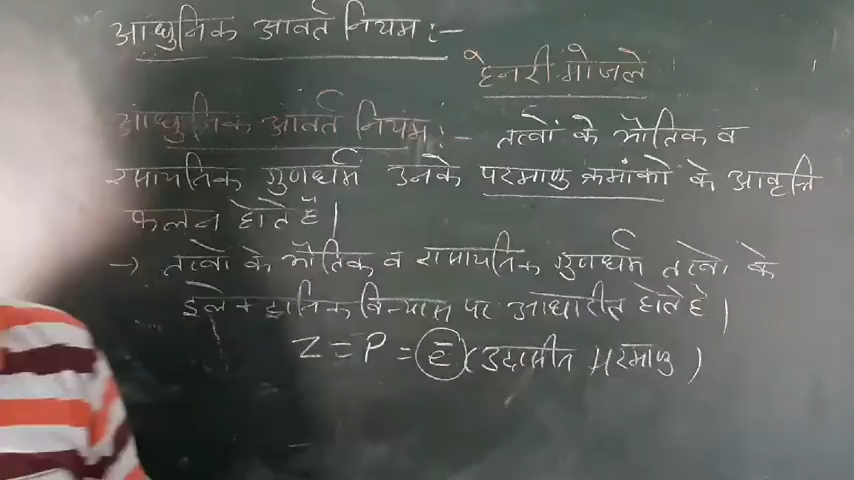 आधुनिक आवर्त नियम :-
हेनरी मोजले
आधुनिक आवर्त नियम :- तत्वों के भौतिक व
रसायनिक गुणधर्म उनके परमाणु क्रमांको के आवृत्ति
फलन होते हैं|
→ तत्वो के भौतिक व रासायनिक गुणधर्म तत्वो के
इलेक्ट्रानिक विन्यास पर आधारीत होते है |
Z = P = e̅ (उदासीन परमाणु)